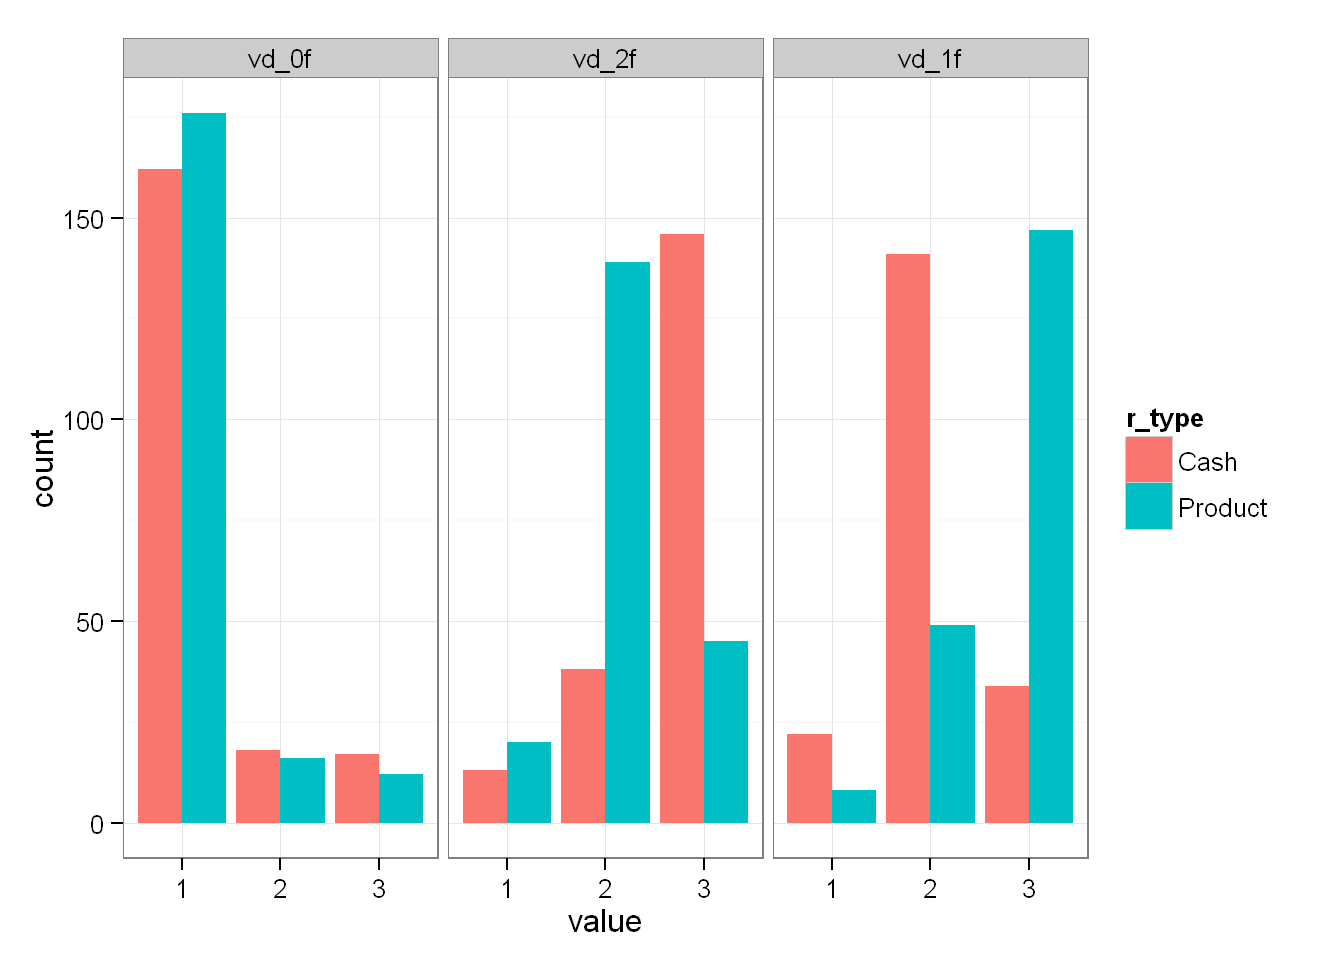 vd_0f vd_2f vd_1f
150
100
50
0
count
1 2 3 1 2 3 1 2 3
value
r_type
Cash
Product